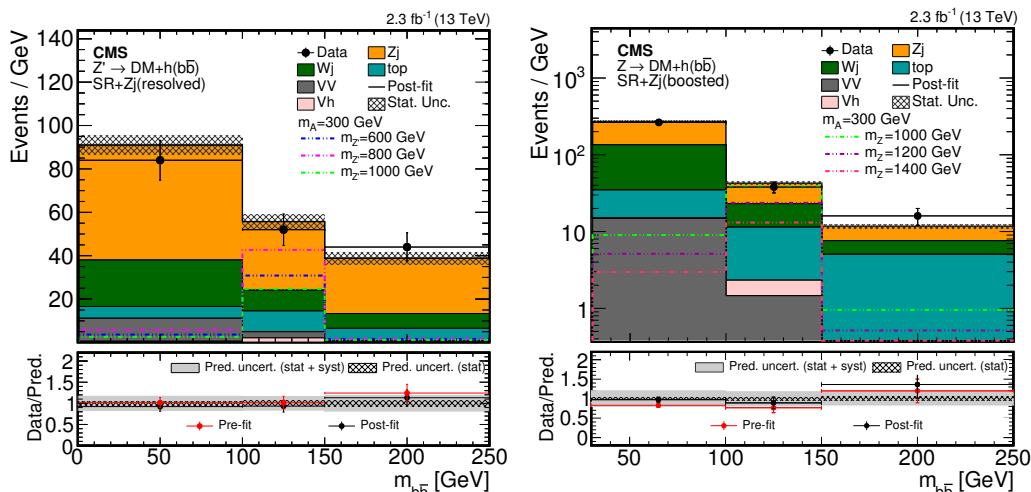 2.3 fb⁻¹ (13 TeV)
CMS
Z' → DM+h(bb̅)
SR+Zj(resolved)
Data
Zj
Wj
top
VV
Post-fit
Vh
Stat. Unc.
m_A=300 GeV
m_Z'=600 GeV
m_Z'=800 GeV
m_Z'=1000 GeV
Events / GeV
140
120
100
80
60
40
20
Pred. uncert. (stat + syst)
Pred. uncert. (stat)
Pre-fit
Post-fit
Data/Pred.
2
1.5
1
0.5
0
0 50 100 150 200 250
m_bb̅ [GeV]
2.3 fb⁻¹ (13 TeV)
CMS
Z' → DM+h(bb̅)
SR+Zj(boosted)
Data
Zj
Wj
top
VV
Post-fit
Vh
Stat. Unc.
m_A=300 GeV
m_Z'=1000 GeV
m_Z'=1200 GeV
m_Z'=1400 GeV
Events / GeV
10³
10²
10
1
Pred. uncert. (stat + syst)
Pred. uncert. (stat)
Pre-fit
Post-fit
Data/Pred.
2
1.5
1
0.5
0
50 100 150 200 250
m_bb̅ [GeV]